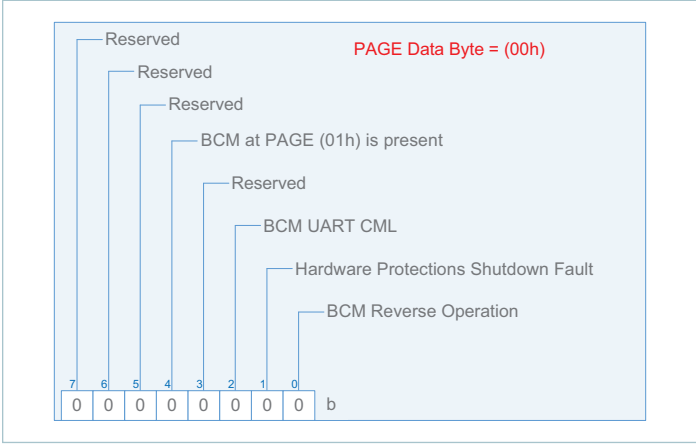 Reserved
PAGE Data Byte = (00h)
Reserved
Reserved
BCM at PAGE (01h) is present
Reserved
BCM UART CML
Hardware Protections Shutdown Fault
BCM Reverse Operation
7 6 5 4 3 2 1 0
0 0 0 0 0 0 0 0 b